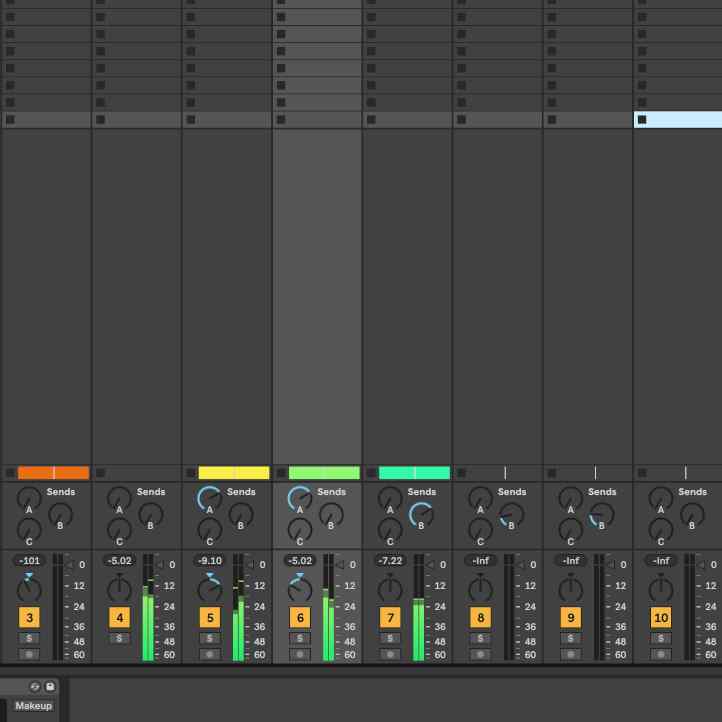 Sends Sends Sends Sends Sends Sends Sends Sends
A A A A A A A A
B B B B B B B B
C C C C C C C C
-101 0 -5.02 0 -9.10 0 -5.02 0 -7.22 0 -Inf 0 -Inf 0 -Inf 0
12 12 12 12 12 12 12 12
24 24 24 24 24 24 24 24
3 36 4 36 5 36 6 36 7 36 8 36 9 36 10 36
S 48 S 48 S 48 S 48 S 48 S 48 S 48 S 48
60 60 60 60 60 60 60 60
Makeup